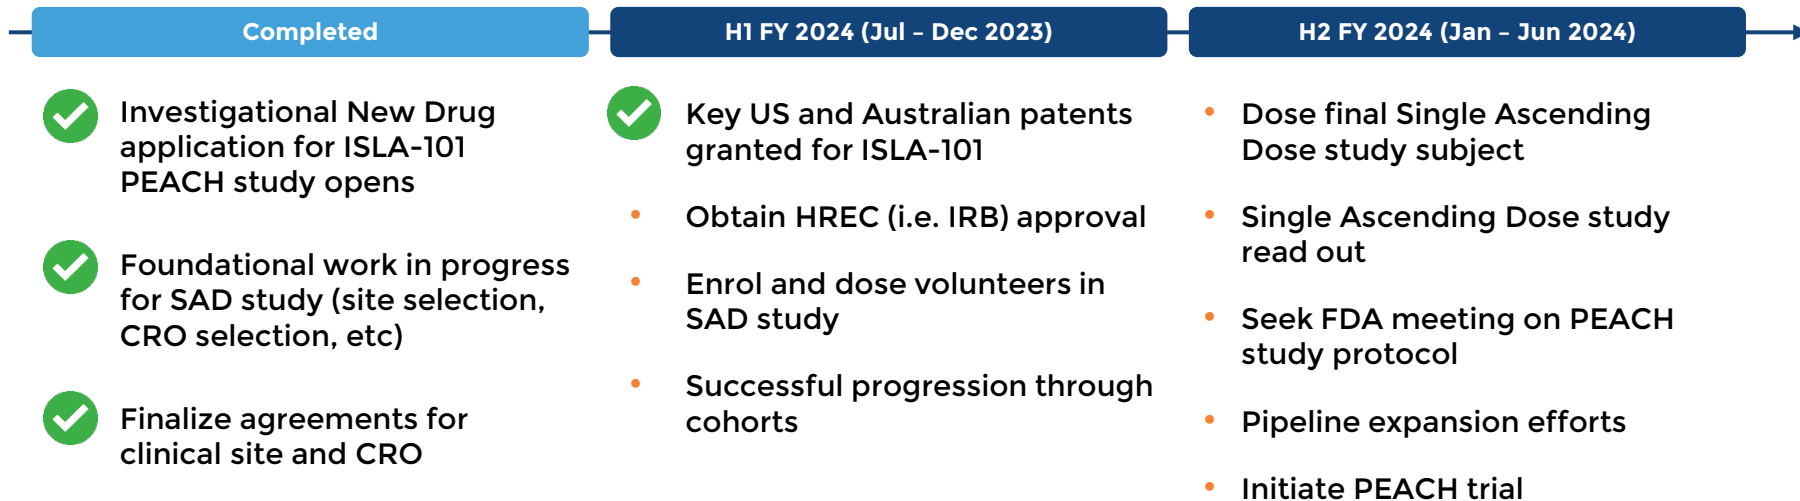 Completed
H1 FY 2024 (Jul – Dec 2023)
H2 FY 2024 (Jan – Jun 2024)
Investigational New Drug
application for ISLA-101
PEACH study opens
Foundational work in progress
for SAD study (site selection,
CRO selection, etc)
Finalize agreements for
clinical site and CRO
Key US and Australian patents
granted for ISLA-101
• Obtain HREC (i.e. IRB) approval
• Enrol and dose volunteers in
SAD study
• Successful progression through
cohorts
• Dose final Single Ascending
Dose study subject
• Single Ascending Dose study
read out
• Seek FDA meeting on PEACH
study protocol
• Pipeline expansion efforts
• Initiate PEACH trial